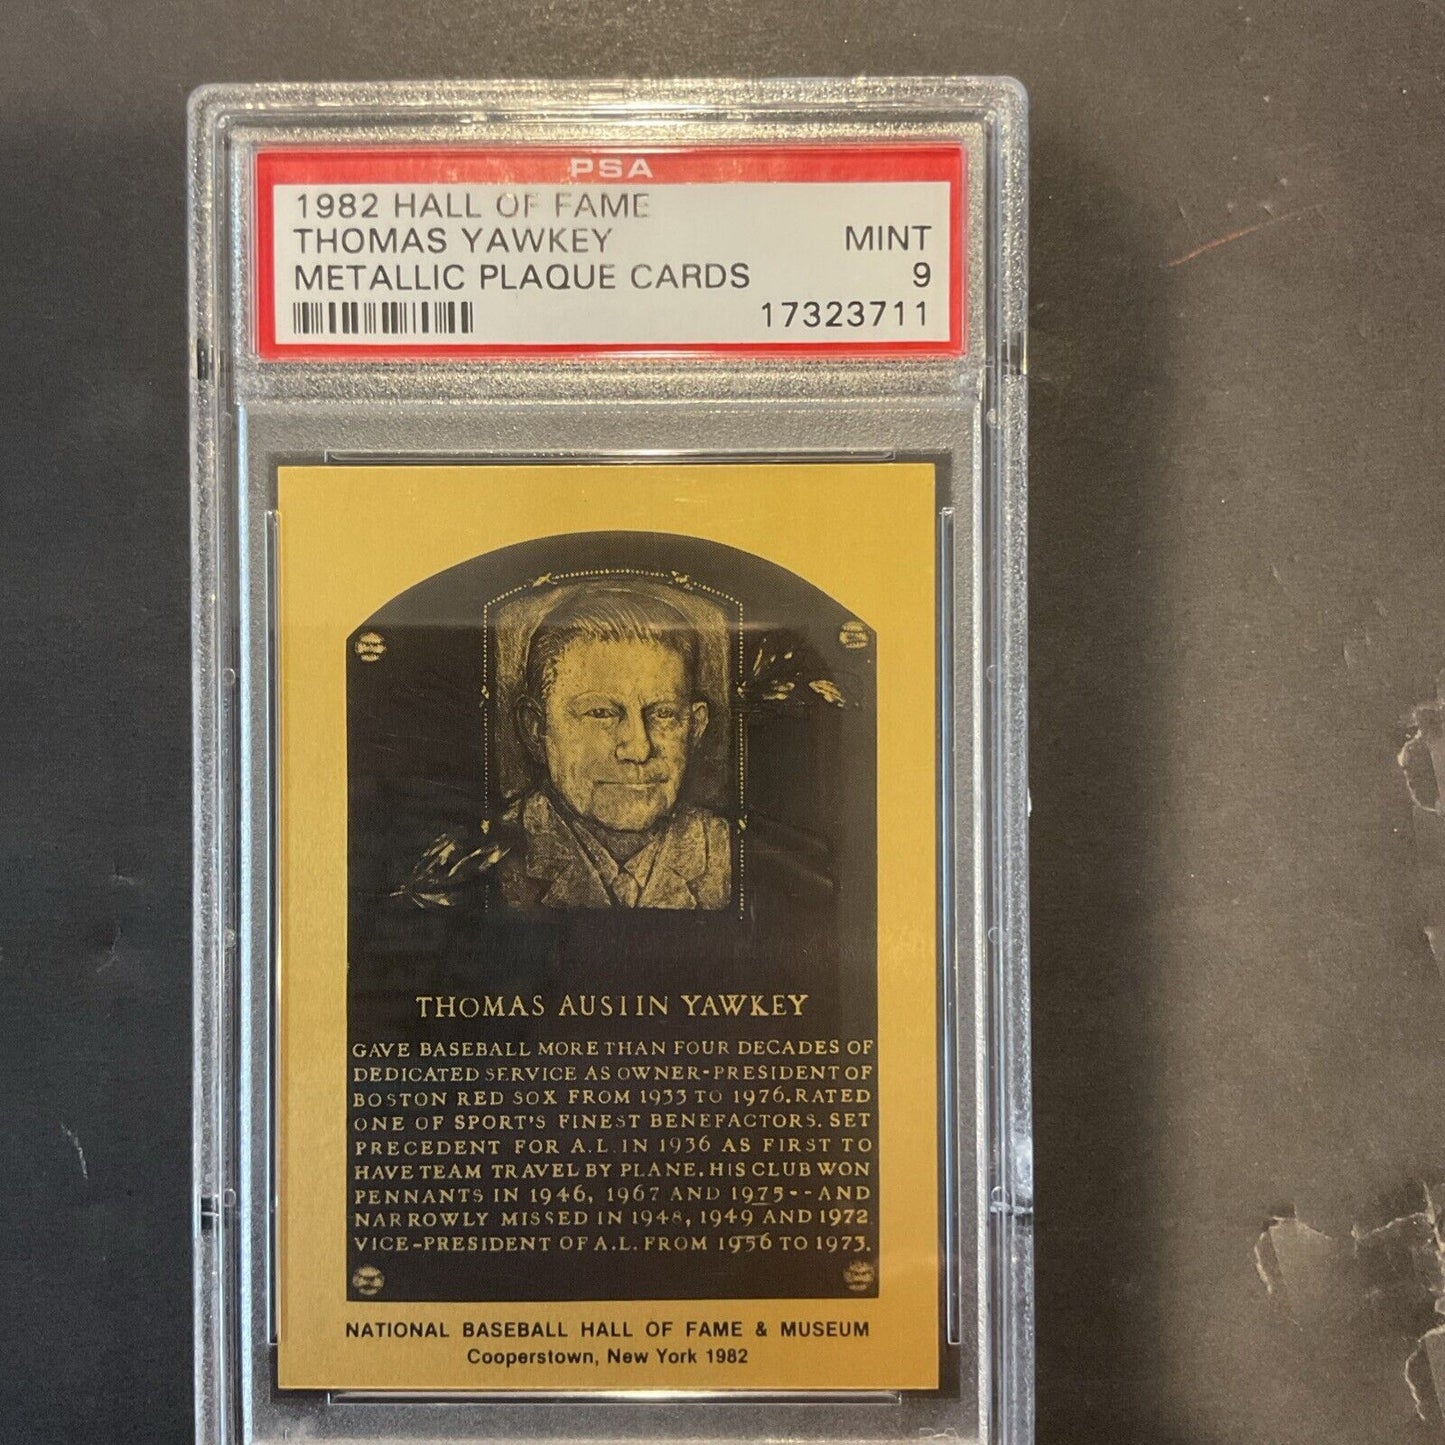 PSA
1982 HALL OF FAME
THOMAS YAWKEY MINT
METALLIC PLAQUE CARDS 9
17323711
THOMAS AUSTIN YAWKEY
GAVE BASEBALL MORE THAN FOUR DECADES OF
DEDICATED SERVICE AS OWNER-PRESIDENT OF
BOSTON RED SOX FROM 1933 TO 1976. RATED
ONE OF SPORT'S FINEST BENEFACTORS. SET
PRECEDENT FOR A.L. IN 1936 AS FIRST TO
HAVE TEAM TRAVEL BY PLANE. HIS CLUB WON
PENNANTS IN 1946, 1967 AND 1975--AND
NARROWLY MISSED IN 1948, 1949 AND 1972
VICE-PRESIDENT OF A.L. FROM 1956 TO 1973.
NATIONAL BASEBALL HALL OF FAME & MUSEUM
Cooperstown, New York 1982